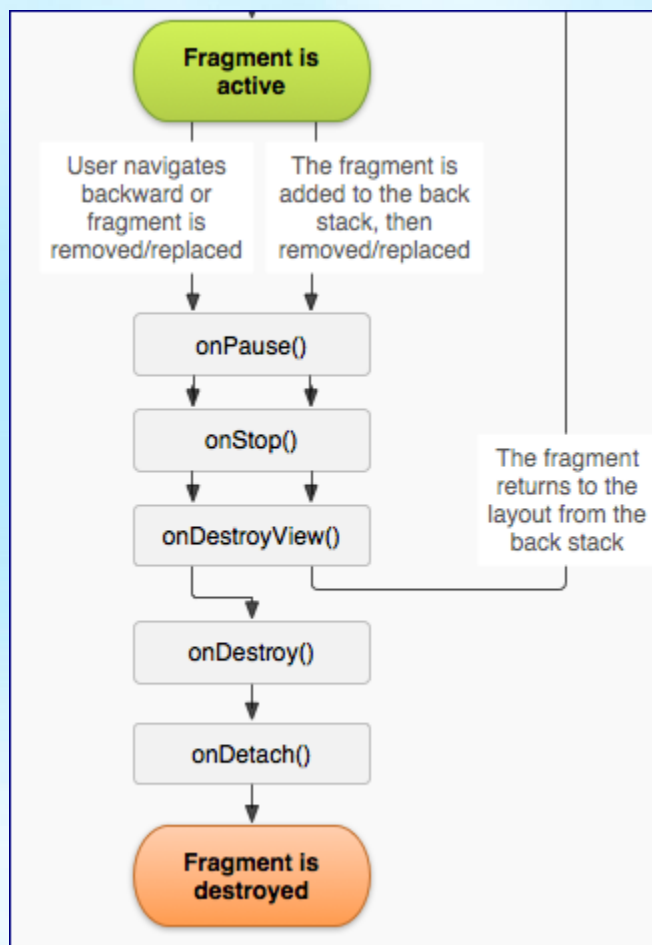 Fragment is
active
User navigates
backward or
fragment is
removed/replaced
The fragment is
added to the back
stack, then
removed/replaced
onPause()
onStop()
The fragment
returns to the
layout from the
back stack
onDestroyView()
onDestroy()
onDetach()
Fragment is
destroyed